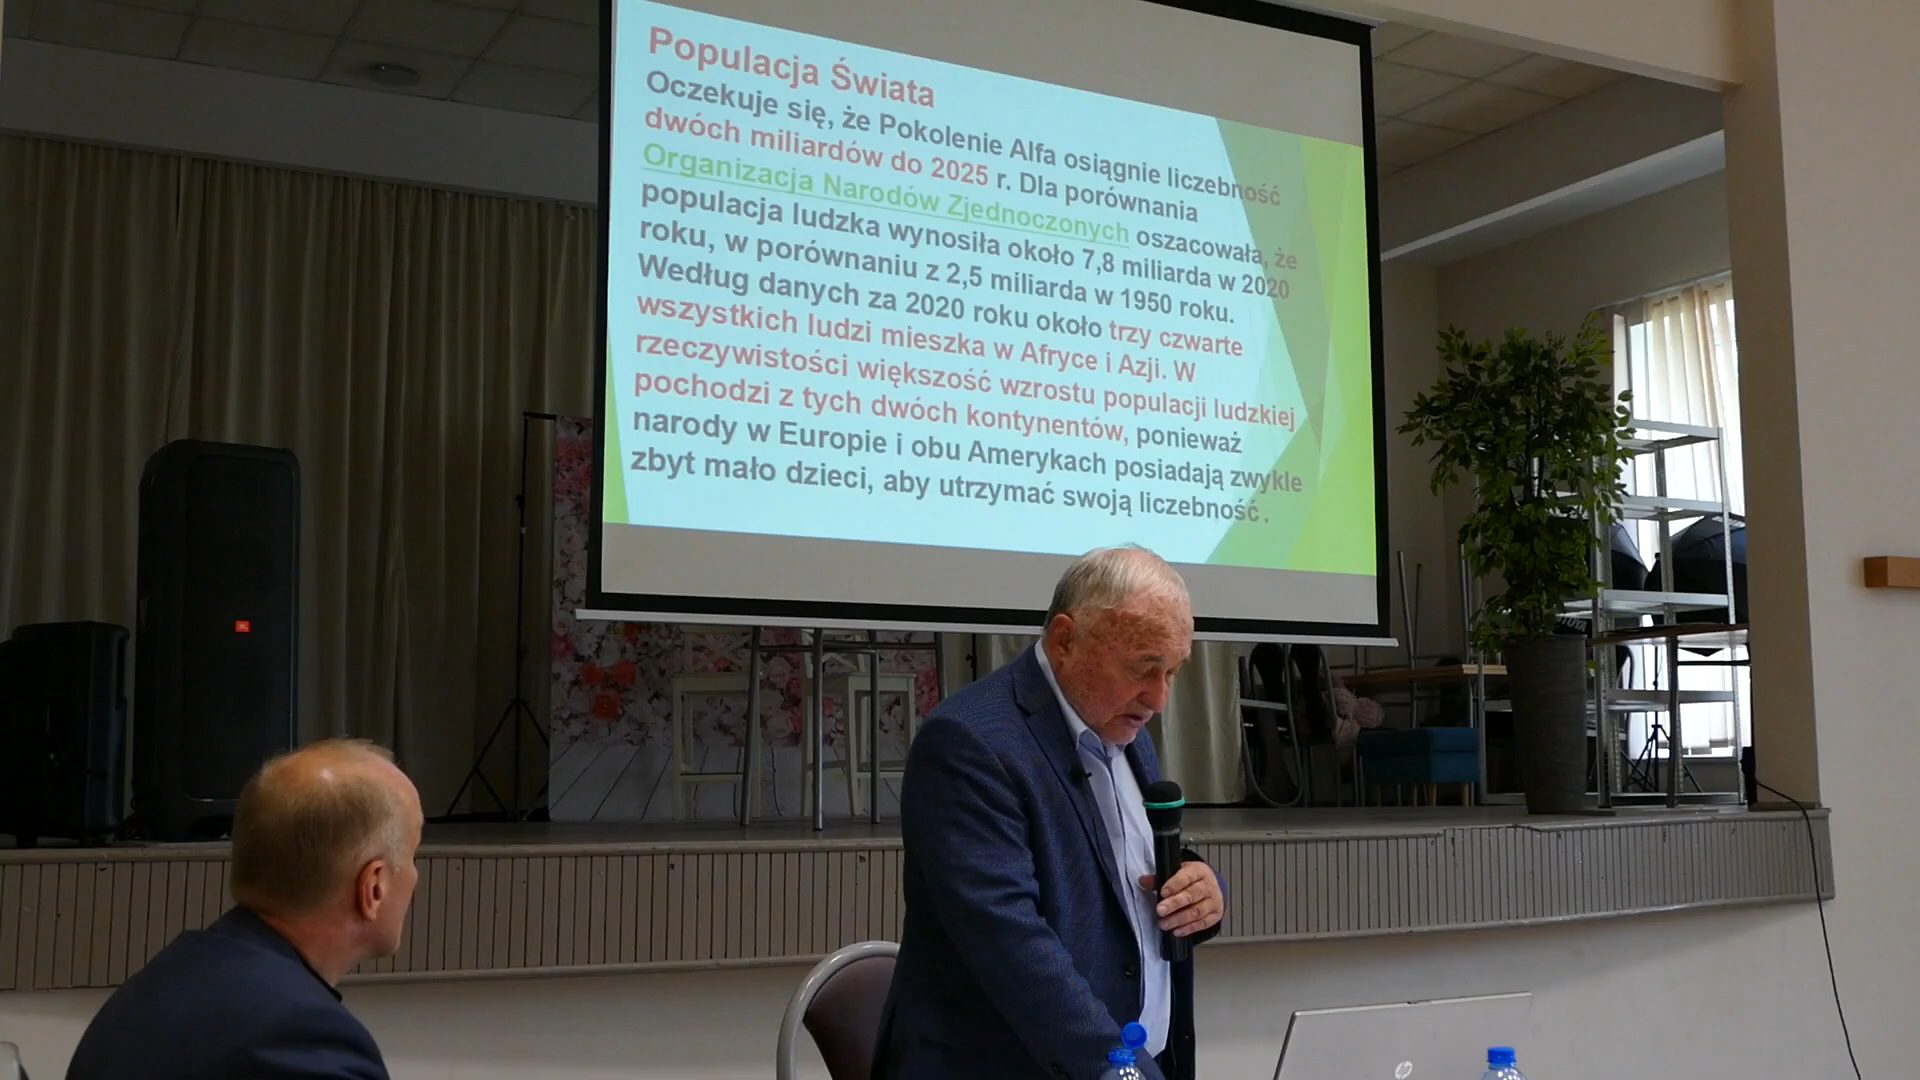 Populacja Świata
Oczekuje się, że Pokolenie Alfa osiągnie liczebność
dwóch miliardów do 2025 r. Dla porównania
Organizacja Narodów Zjednoczonych oszacowała, że
populacja ludzka wynosiła około 7,8 miliarda w 2020
roku, w porównaniu z 2,5 miliarda w 1950 roku.
Według danych za 2020 roku około trzy czwarte
wszystkich ludzi mieszka w Afryce i Azji. W
rzeczywistości większość wzrostu populacji ludzkiej
pochodzi z tych dwóch kontynentów, ponieważ
narody w Europie i obu Amerykach posiadają zwykle
zbyt mało dzieci, aby utrzymać swoją liczebność.
JBL
hp